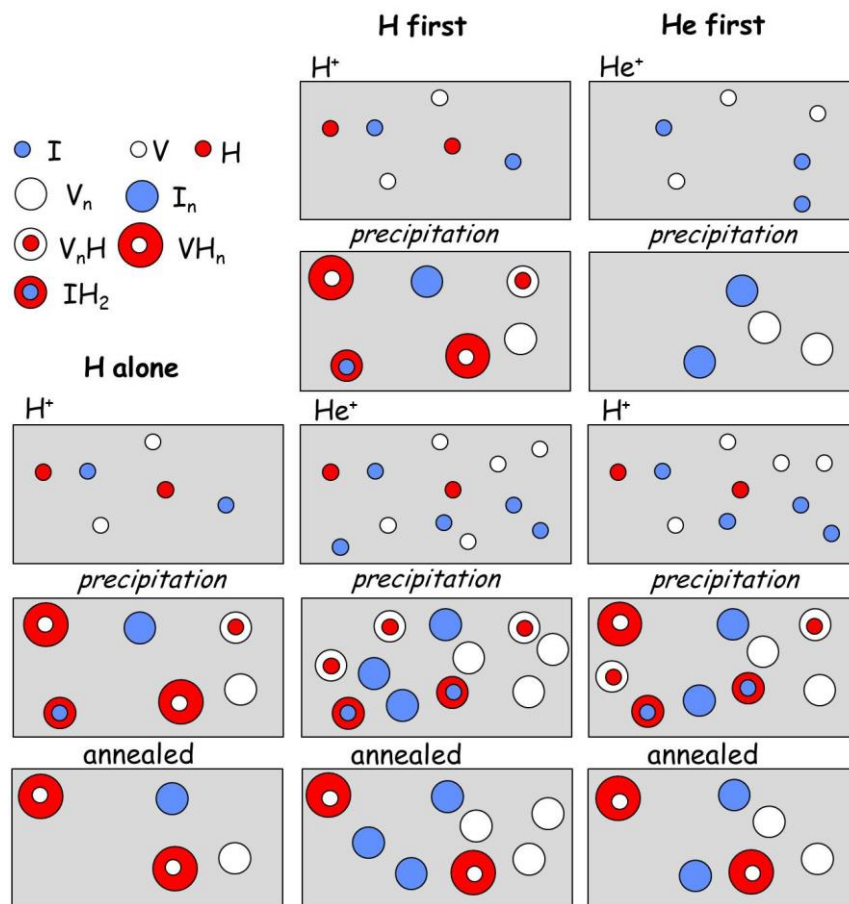 H first
He first
H⁺
He⁺
I
V
H
Vₙ
Iₙ
precipitation
precipitation
VₙH
VHₙ
IH₂
H alone
H⁺
He⁺
H⁺
precipitation
precipitation
precipitation
annealed
annealed
annealed